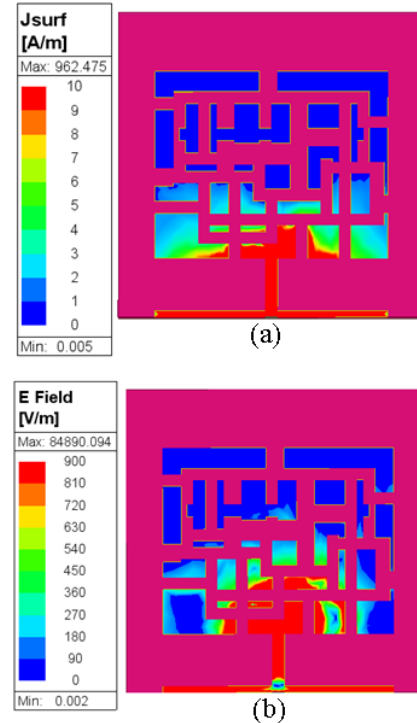 Jsurf
[A/m]
Max: 962.475
10
9
8
7
6
5
4
3
2
1
0
Min: 0.005
(a)
E Field
[V/m]
Max: 84890.094
900
810
720
630
540
450
360
270
180
90
0
Min: 0.002
(b)